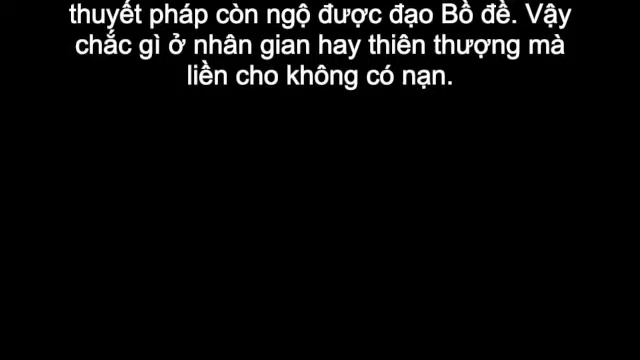 thuyết pháp còn ngộ được đạo Bồ đề. Vậy
chắc gì ở nhân gian hay thiên thượng mà
liền cho không có nạn.